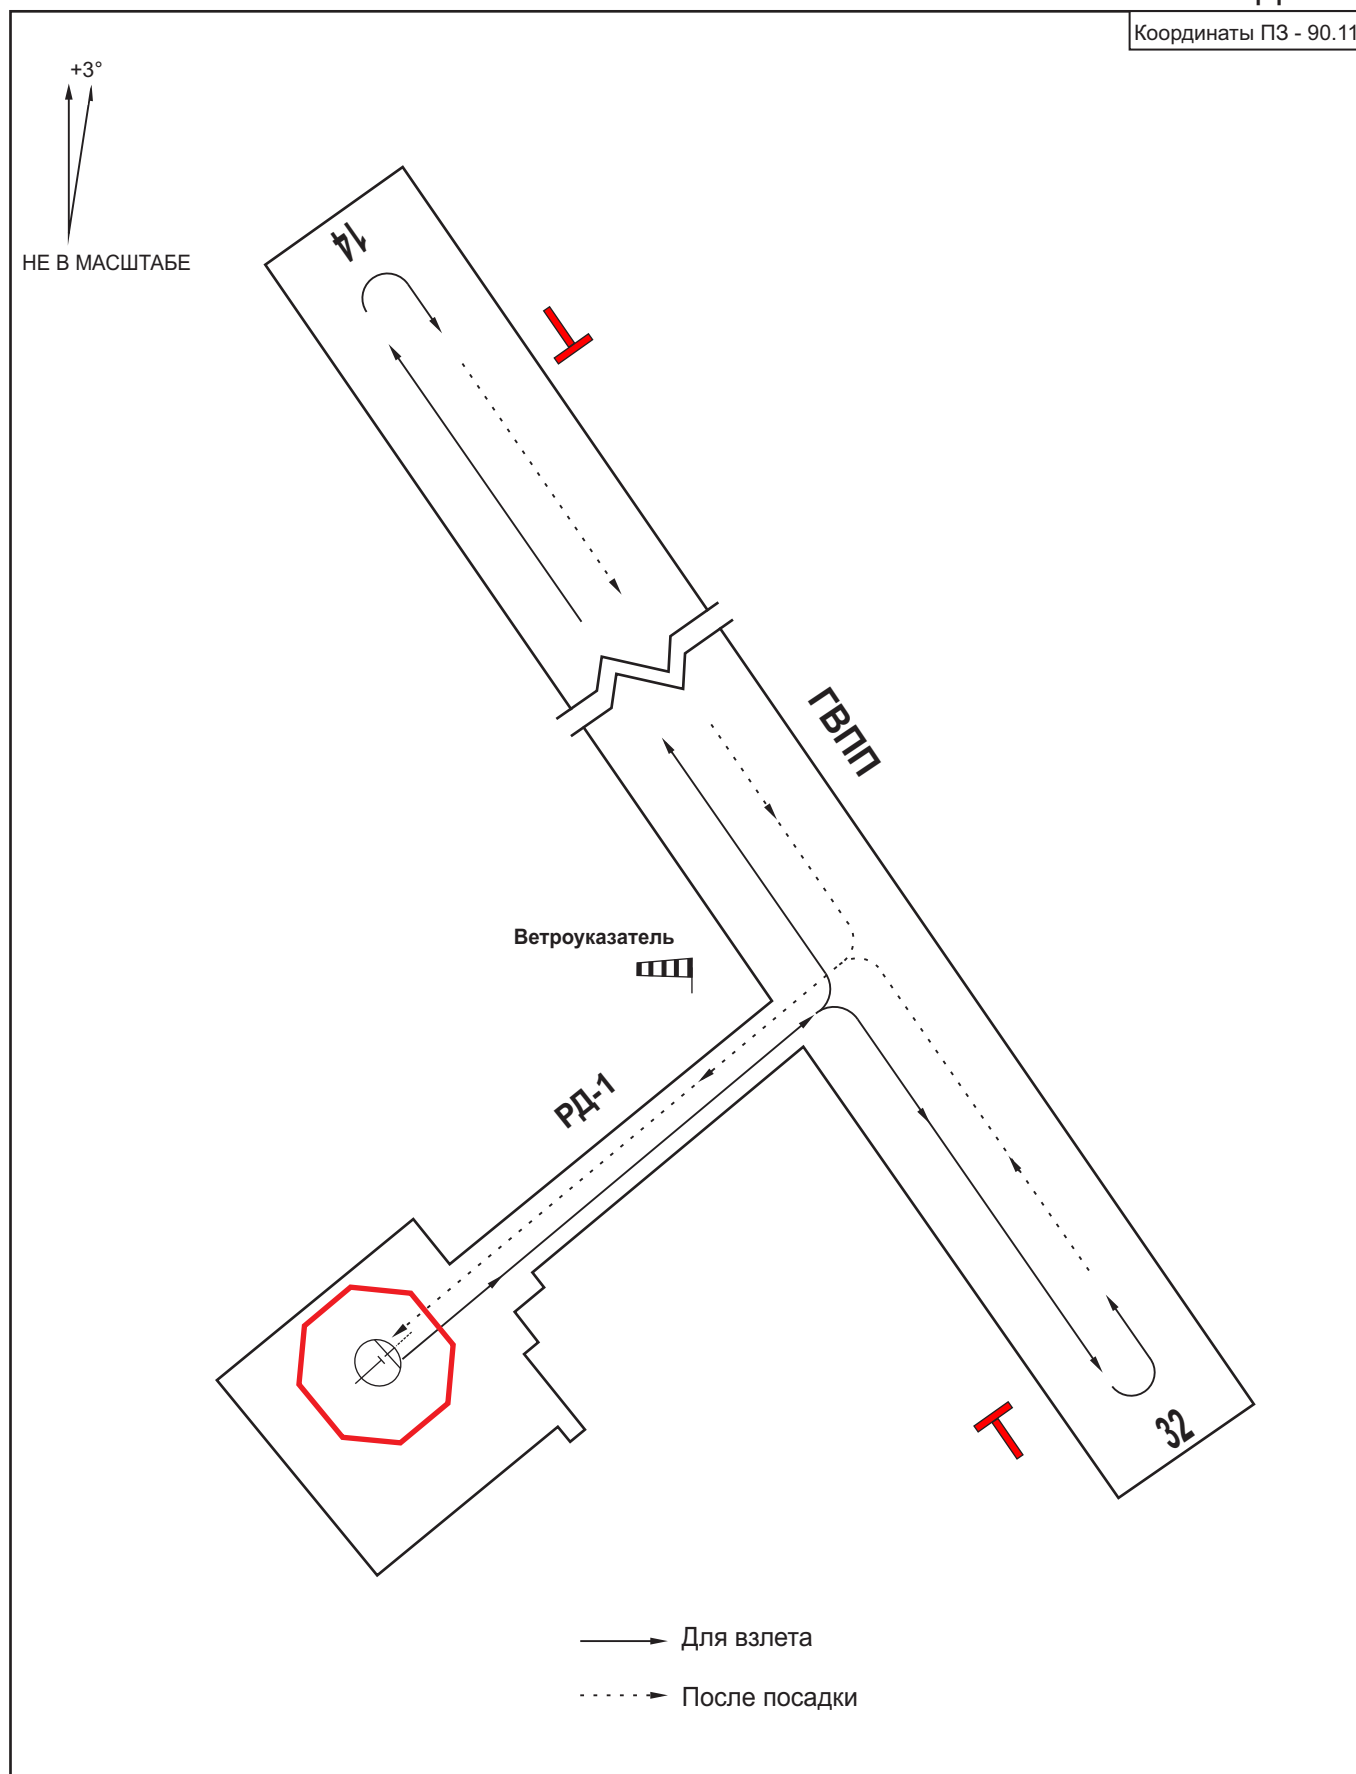 Координаты ПЗ - 90.11
+3°
НЕ В МАСШТАБЕ
14
ГВПП
Ветроуказатель
РД-1
32
Для взлета
После посадки